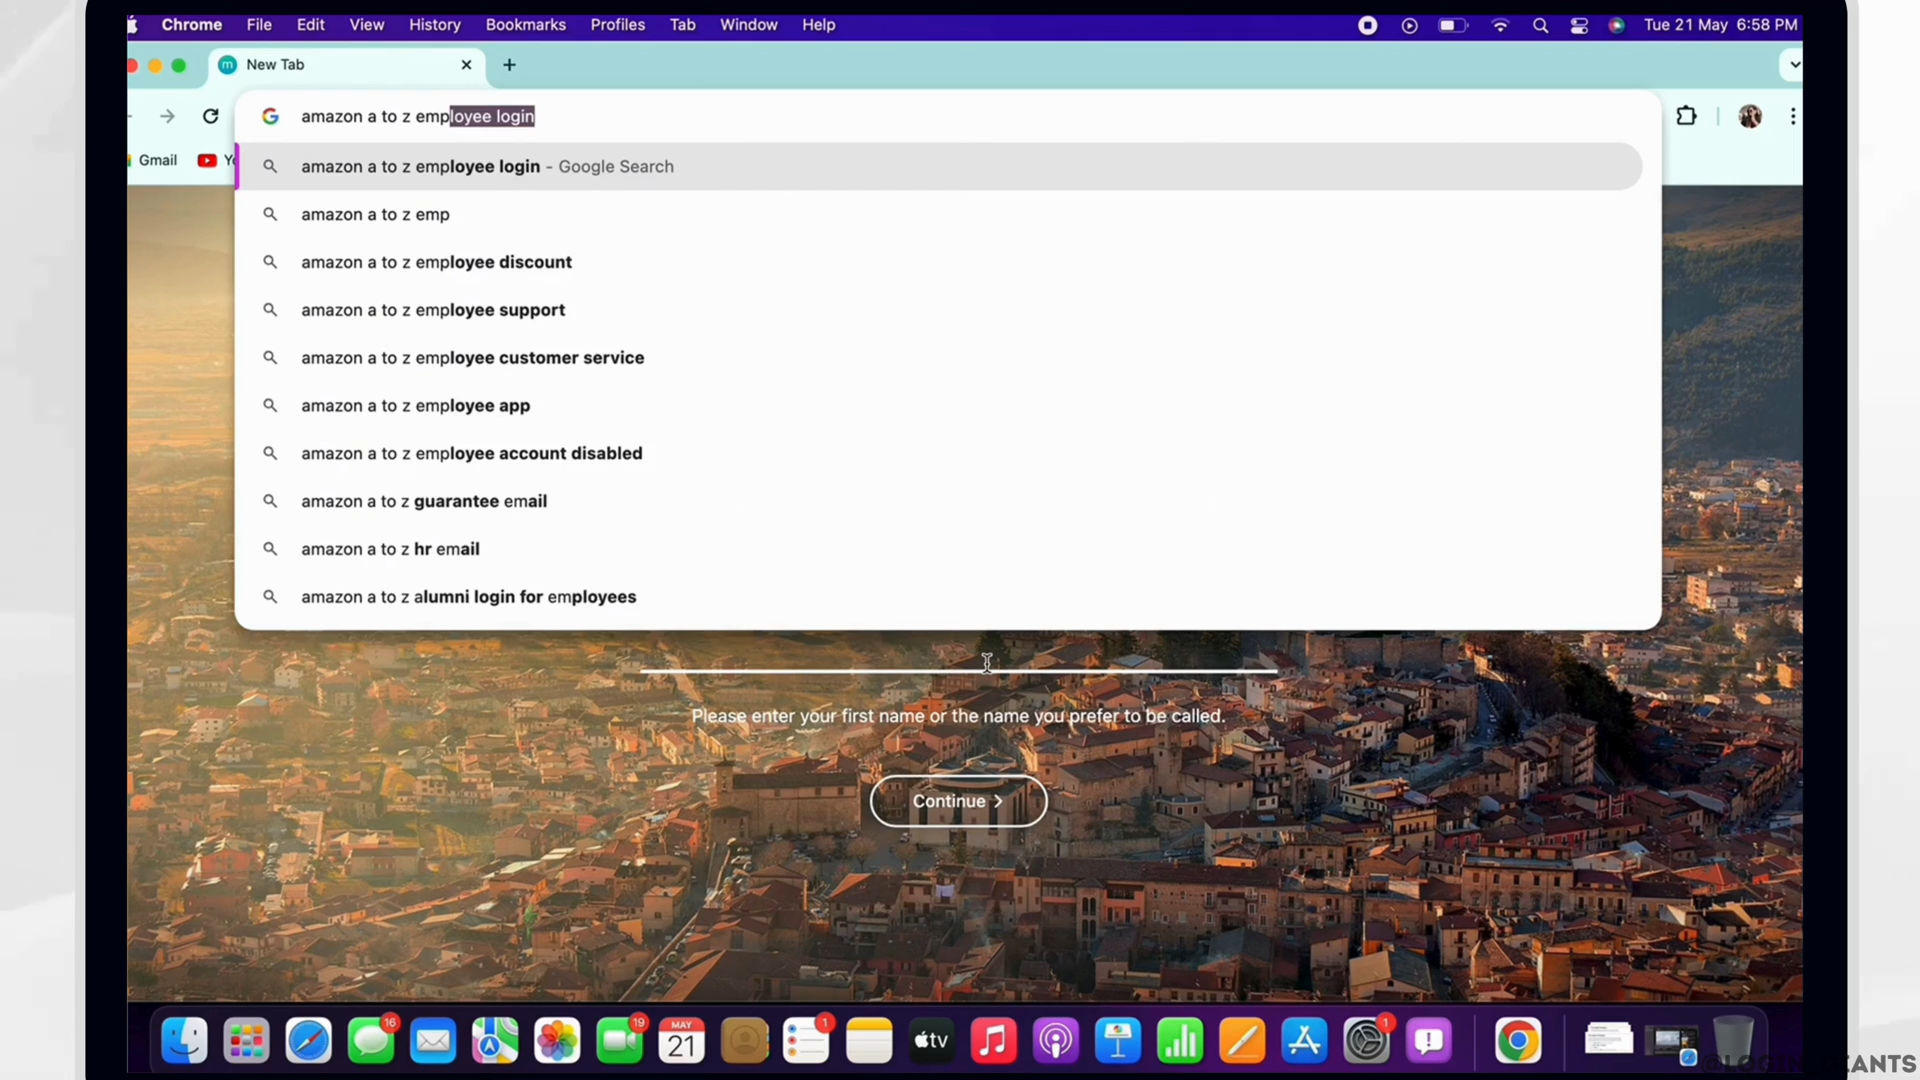 Chrome File Edit View History Bookmarks Profiles Tab Window Help Tue 21 May 6:58 PM
m New Tab
amazon a to z employee login
Gmail
amazon a to z employee login - Google Search
amazon a to z emp
amazon a to z employee discount
amazon a to z employee support
amazon a to z employee customer service
amazon a to z employee app
amazon a to z employee account disabled
amazon a to z guarantee email
amazon a to z hr email
amazon a to z alumni login for employees
Please enter your first name or the name you prefer to be called.
Continue >
16
19
MAY
21
1
tv
1